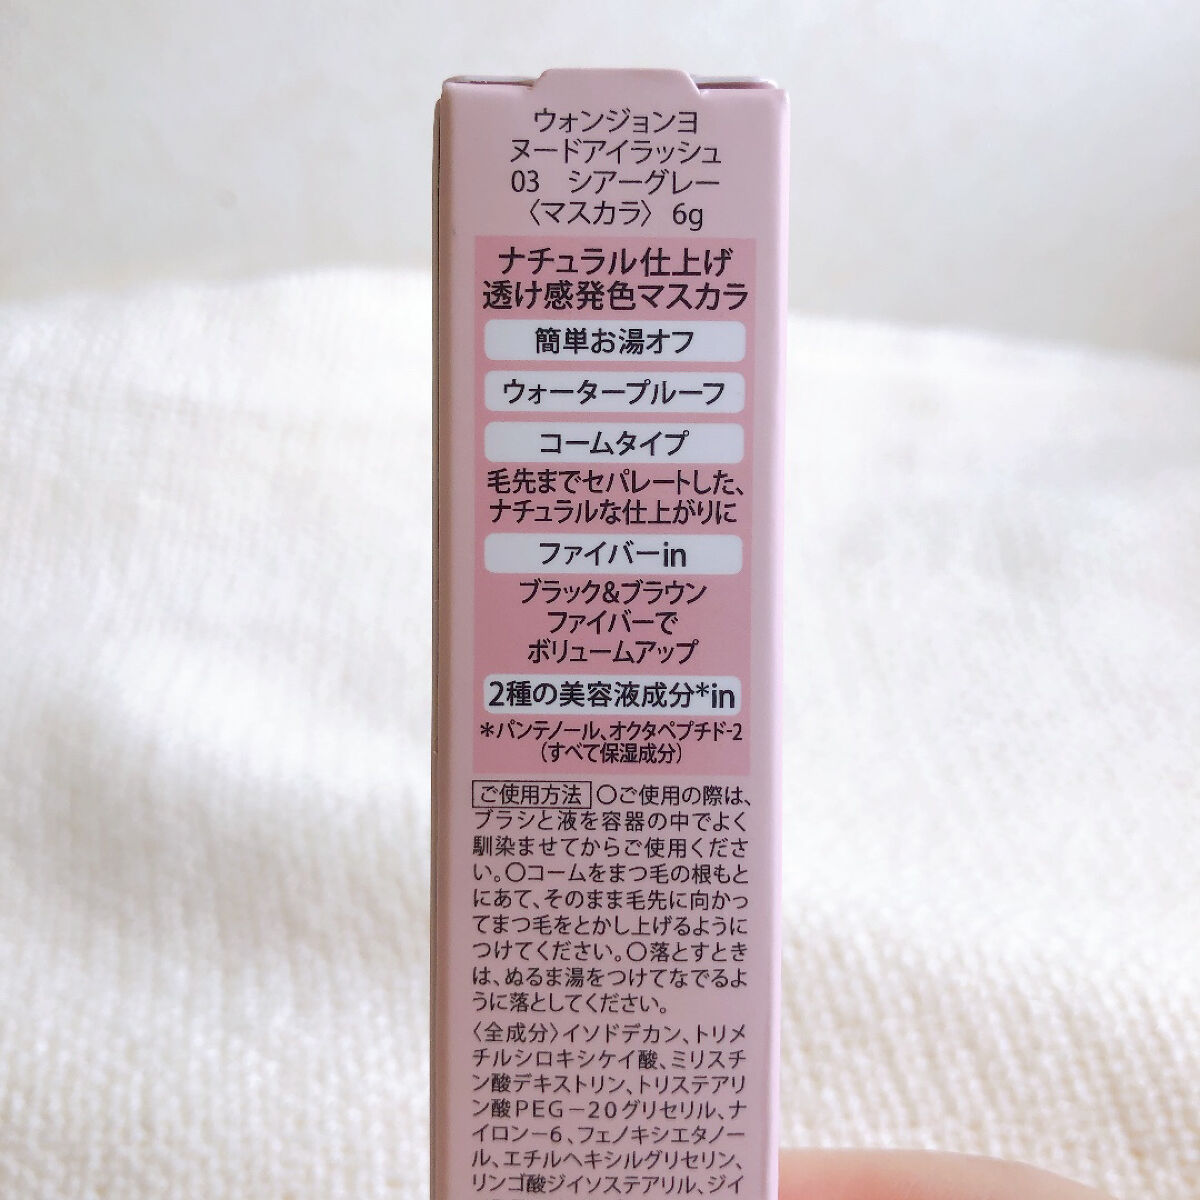 ウォンジョンヨ
ヌードアイラッシュ
03　シアーグレー
〈マスカラ〉 6g
ナチュラル仕上げ
透け感発色マスカラ
簡単お湯オフ
ウォータープルーフ
コームタイプ
毛先までセパレートした、
ナチュラルな仕上がりに
ファイバーin
ブラック&ブラウン
ファイバーで
ボリュームアップ
2種の美容液成分*in
*パンテノール、オクタペプチド-2
(すべて保湿成分)
ご使用方法 〇ご使用の際は、
ブラシと液を容器の中でよく
馴染ませてからご使用くださ
い。〇コームをまつ毛の根もと
にあて、そのまま毛先に向かっ
てまつ毛をとかし上げるように
つけてください。〇落とすとき
は、ぬるま湯をつけてなでるよ
うに落としてください。
〈全成分〉イソドデカン、トリメ
チルシロキシケイ酸、ミリスチ
ン酸デキストリン、トリステアリ
ン酸PEG－20グリセリル、ナ
イロン－6、フェノキシエタノー
ル、エチルヘキシルグリセリン、
リンゴ酸ジイソステアリル、ジイ